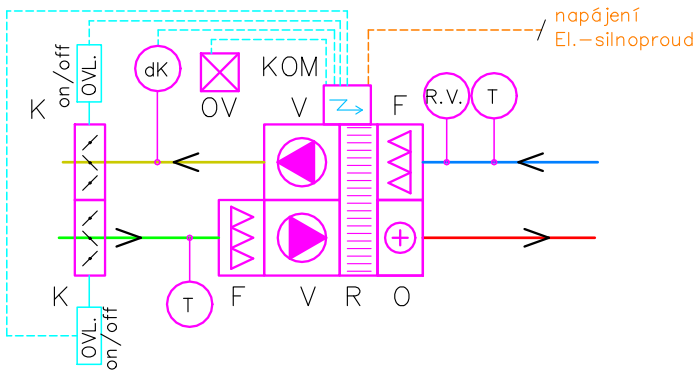 napájení
El.-silnoproud
on/off
OVL.
dK
KOM
OV
K
V
F
R.V.
T
K
T
F
V
R
O
OVL.
on/off